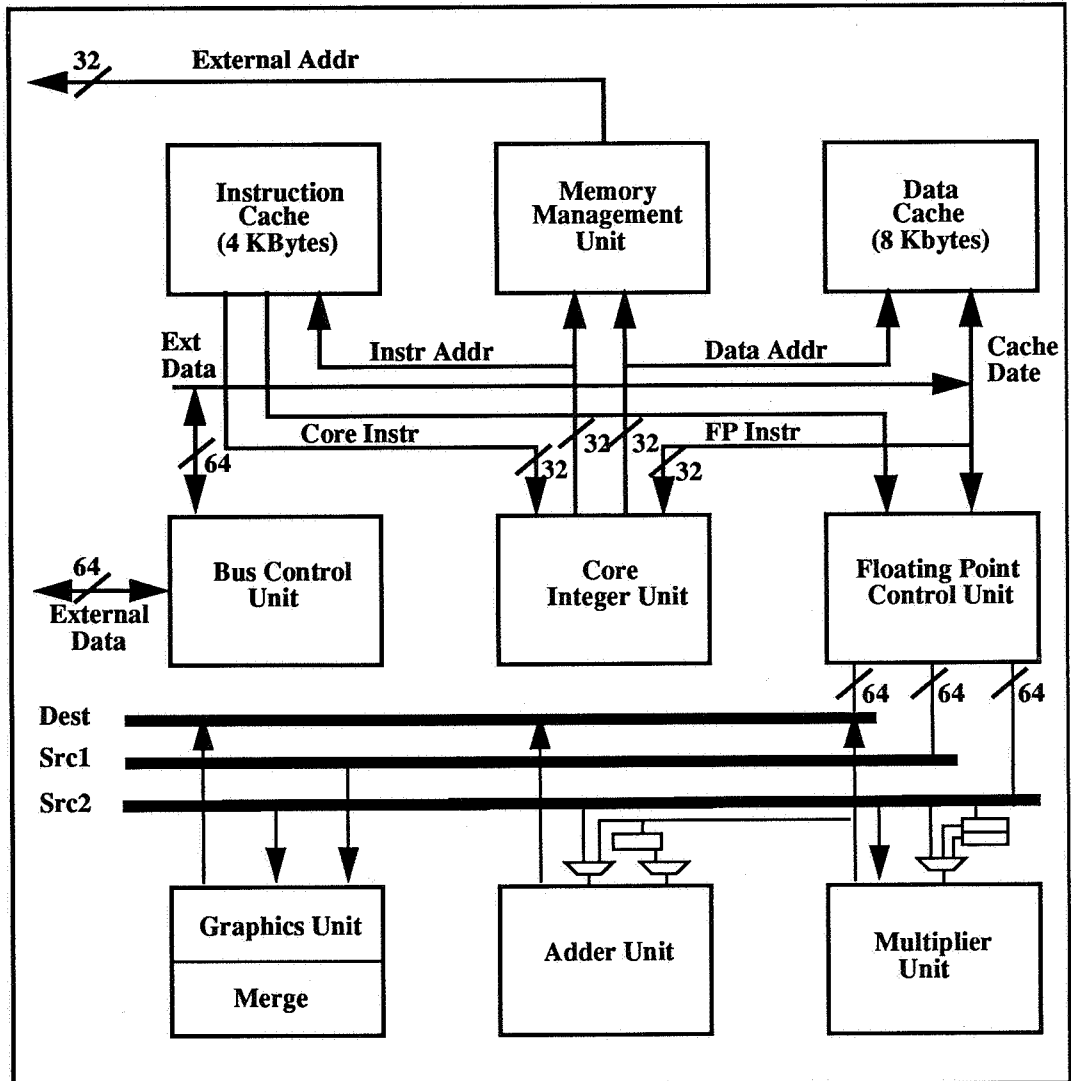 32
External Addr
Instruction
Cache
(4 KBytes)
Memory
Management
Unit
Data
Cache
(8 Kbytes)
Ext
Data
Instr Addr
Data Addr
Cache
Date
Core Instr
FP Instr
64
32
32
32
32
64
External
Data
Bus Control
Unit
Core
Integer Unit
Floating Point
Control Unit
64
64
64
Dest
Src1
Src2
Graphics Unit
Merge
Adder Unit
Multiplier
Unit